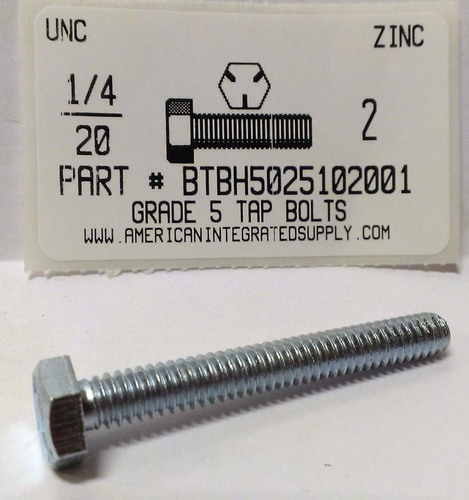 UNC ZINC
1/4
20
2
PART # BTBH5025102001
GRADE 5 TAP BOLTS
WWW.AMERICANINTEGRATEDSUPPLY.COM